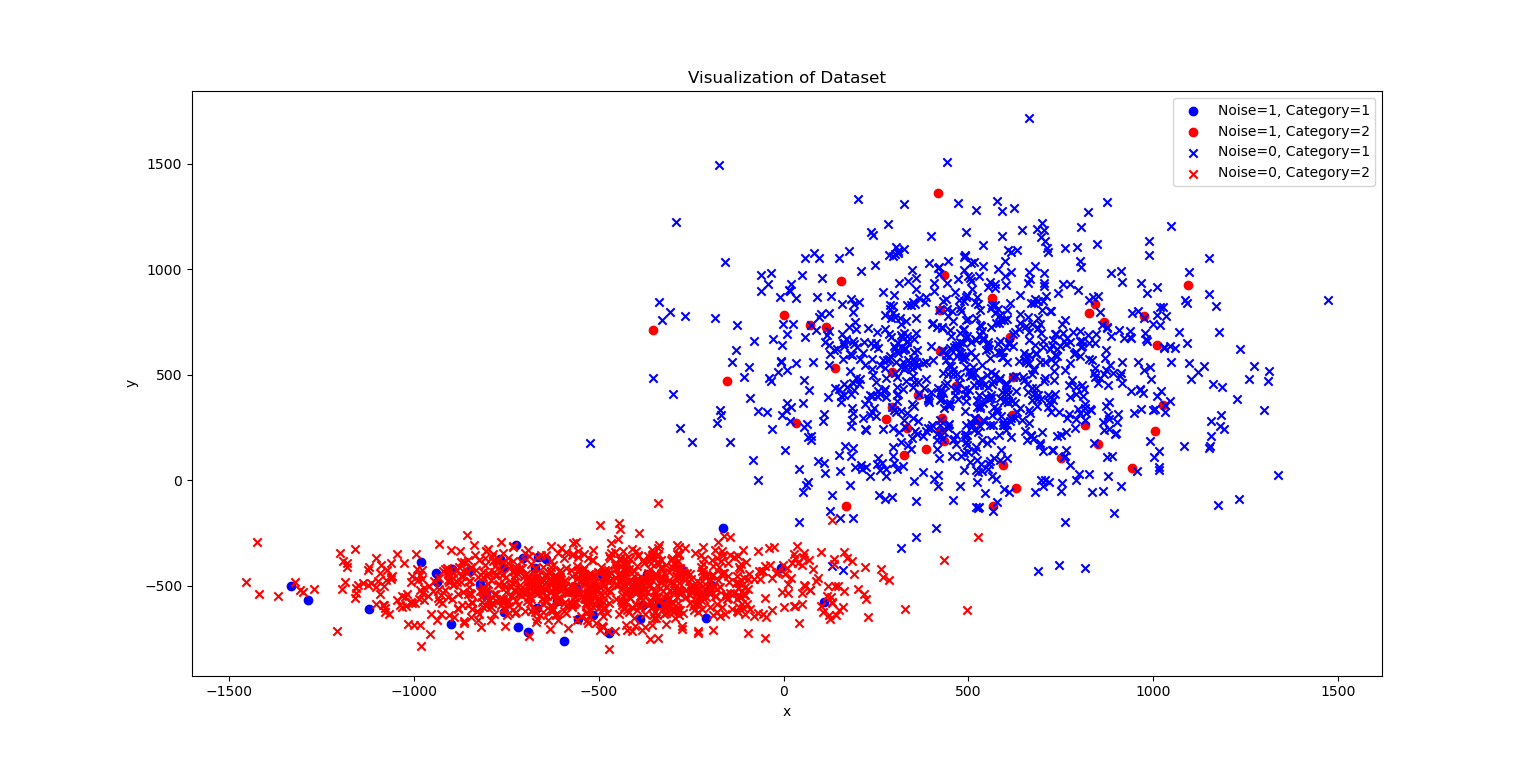 Visualization of Dataset
Noise=1, Category=1
Noise=1, Category=2
Noise=0, Category=1
Noise=0, Category=2
1500
1000
500
0
−500
y
−1500
−1000
−500
0
500
1000
1500
x